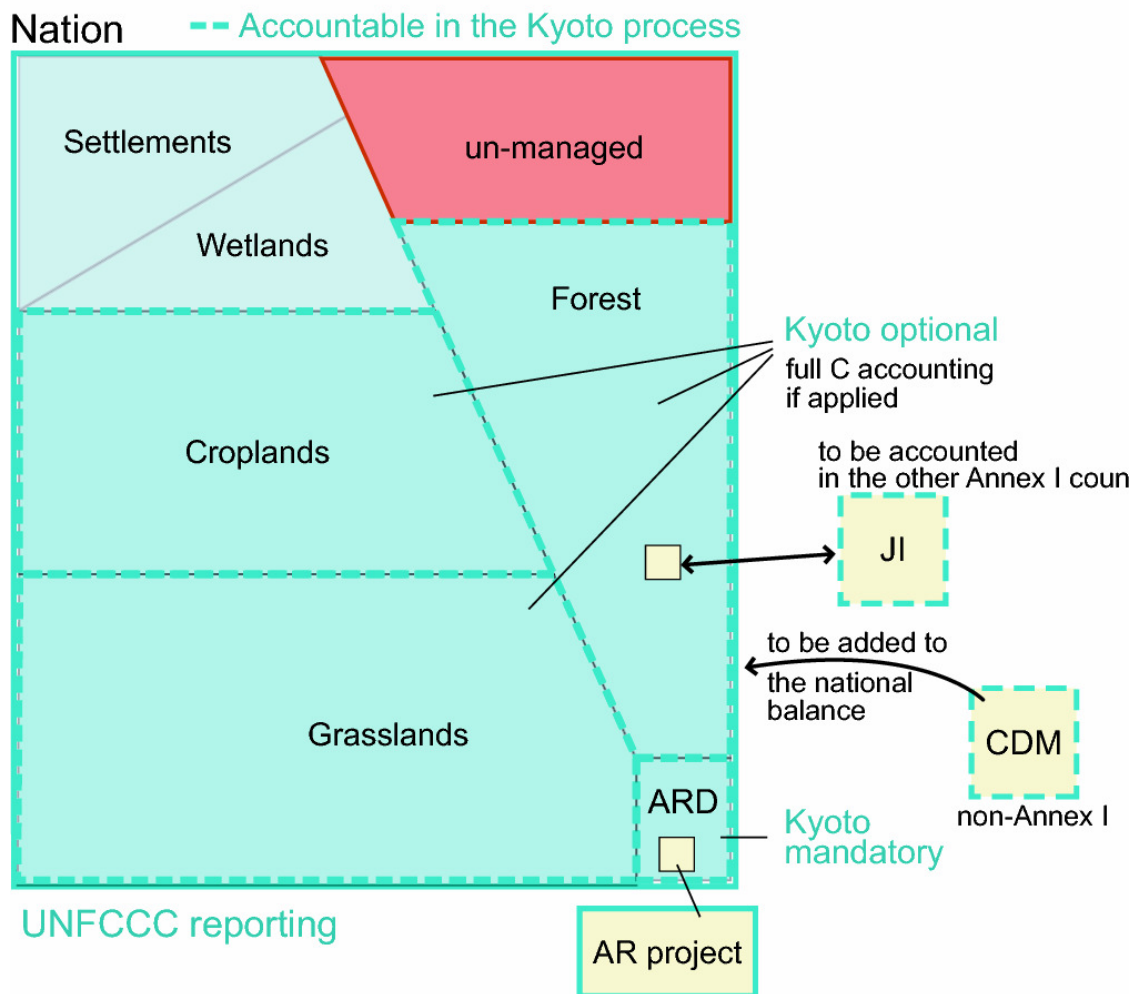 Nation
Accountable in the Kyoto process
Settlements
un-managed
Wetlands
Forest
Kyoto optional
full C accounting
if applied
Croplands
to be accounted
in the other Annex I coun
JI
to be added to
the national
balance
Grasslands
CDM
non-Annex I
ARD
Kyoto
mandatory
UNFCCC reporting
AR project